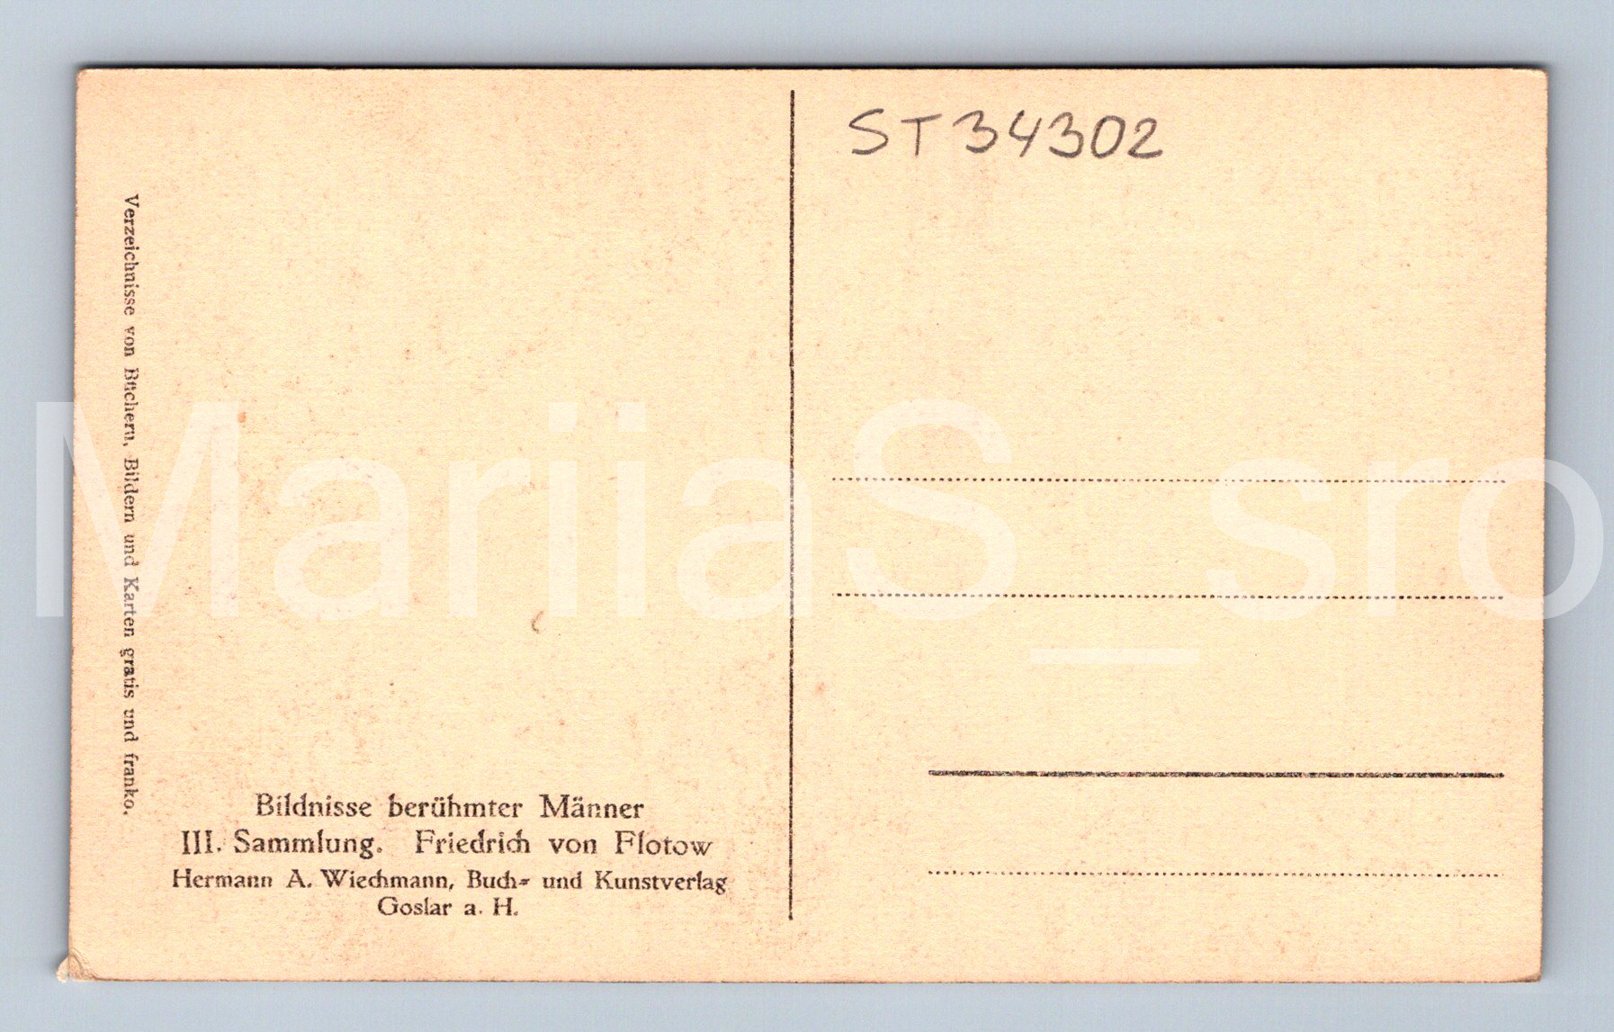 ST34302
Verzeichnisse von Büchern, Bildern und Karten gratis und franko.
MariiaS_sro
Bildnisse berühmter Männer
III. Sammlung. Friedrich von Flotow
Hermann A. Wiechmann, Buch- und Kunstverlag
Goslar a. H.